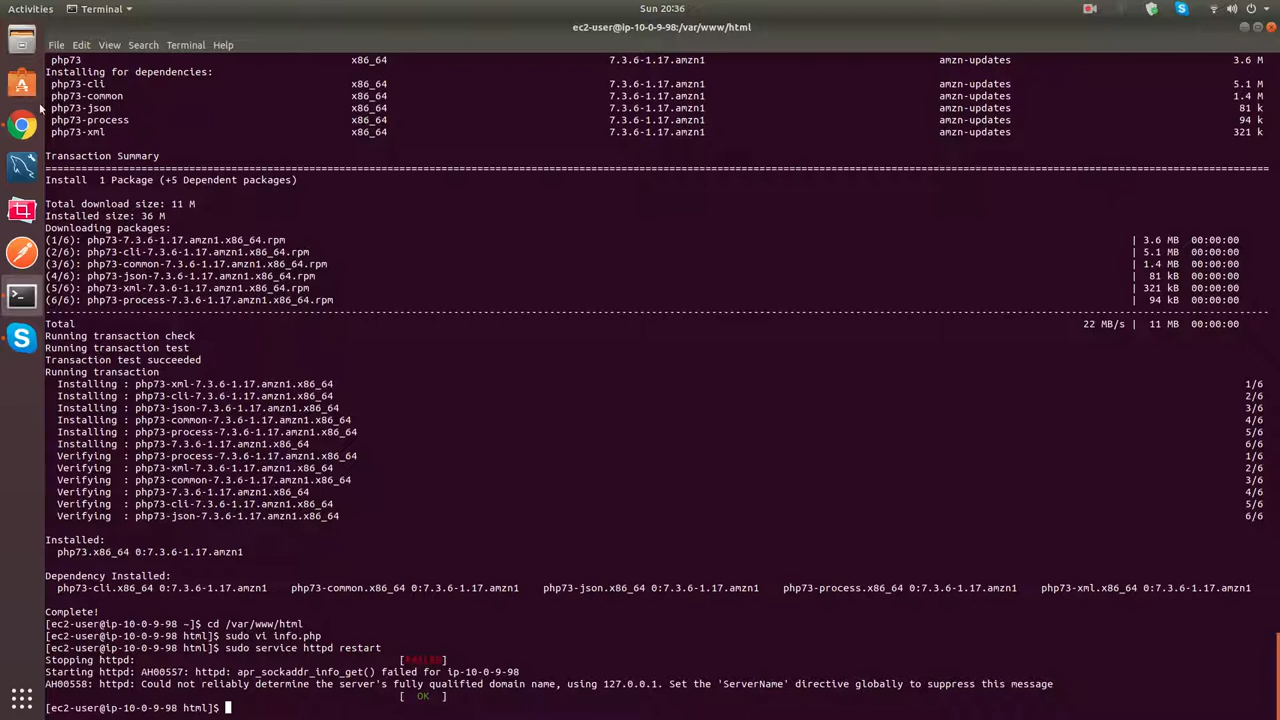 Activities Terminal Sun 20:36
ec2-user@ip-10-0-9-98:/var/www/html
File Edit View Search Terminal Help
php73 x86_64 7.3.6-1.17.amzn1 amzn-updates 3.6 M
Installing for dependencies:
php73-cli x86_64 7.3.6-1.17.amzn1 amzn-updates 5.1 M
php73-common x86_64 7.3.6-1.17.amzn1 amzn-updates 1.4 M
php73-json x86_64 7.3.6-1.17.amzn1 amzn-updates 81 k
php73-process x86_64 7.3.6-1.17.amzn1 amzn-updates 94 k
php73-xml x86_64 7.3.6-1.17.amzn1 amzn-updates 321 k
Transaction Summary
================================================================================
Install 1 Package (+5 Dependent packages)
Total download size: 11 M
Installed size: 36 M
Downloading packages:
(1/6): php73-7.3.6-1.17.amzn1.x86_64.rpm | 3.6 MB 00:00:00
(2/6): php73-cli-7.3.6-1.17.amzn1.x86_64.rpm | 5.1 MB 00:00:00
(3/6): php73-common-7.3.6-1.17.amzn1.x86_64.rpm | 1.4 MB 00:00:00
(4/6): php73-json-7.3.6-1.17.amzn1.x86_64.rpm | 81 kB 00:00:00
(5/6): php73-xml-7.3.6-1.17.amzn1.x86_64.rpm | 321 kB 00:00:00
(6/6): php73-process-7.3.6-1.17.amzn1.x86_64.rpm | 94 kB 00:00:00
--------------------------------------------------------------------------------
Total 22 MB/s | 11 MB 00:00:00
Running transaction check
Running transaction test
Transaction test succeeded
Running transaction
Installing : php73-xml-7.3.6-1.17.amzn1.x86_64 1/6
Installing : php73-cli-7.3.6-1.17.amzn1.x86_64 2/6
Installing : php73-json-7.3.6-1.17.amzn1.x86_64 3/6
Installing : php73-common-7.3.6-1.17.amzn1.x86_64 4/6
Installing : php73-process-7.3.6-1.17.amzn1.x86_64 5/6
Installing : php73-7.3.6-1.17.amzn1.x86_64 6/6
Verifying : php73-process-7.3.6-1.17.amzn1.x86_64 1/6
Verifying : php73-xml-7.3.6-1.17.amzn1.x86_64 2/6
Verifying : php73-common-7.3.6-1.17.amzn1.x86_64 3/6
Verifying : php73-7.3.6-1.17.amzn1.x86_64 4/6
Verifying : php73-cli-7.3.6-1.17.amzn1.x86_64 5/6
Verifying : php73-json-7.3.6-1.17.amzn1.x86_64 6/6
Installed:
php73.x86_64 0:7.3.6-1.17.amzn1
Dependency Installed:
php73-cli.x86_64 0:7.3.6-1.17.amzn1 php73-common.x86_64 0:7.3.6-1.17.amzn1 php73-json.x86_64 0:7.3.6-1.17.amzn1 php73-process.x86_64 0:7.3.6-1.17.amzn1 php73-xml.x86_64 0:7.3.6-1.17.amzn1
Complete!
[ec2-user@ip-10-0-9-98 ~]$ cd /var/www/html
[ec2-user@ip-10-0-9-98 html]$ sudo vi info.php
[ec2-user@ip-10-0-9-98 html]$ sudo service httpd restart
Stopping httpd: [FAILED]
Starting httpd: AH00557: httpd: apr_sockaddr_info_get() failed for ip-10-0-9-98
AH00558: httpd: Could not reliably determine the server's fully qualified domain name, using 127.0.0.1. Set the 'ServerName' directive globally to suppress this message
[ OK ]
[ec2-user@ip-10-0-9-98 html]$